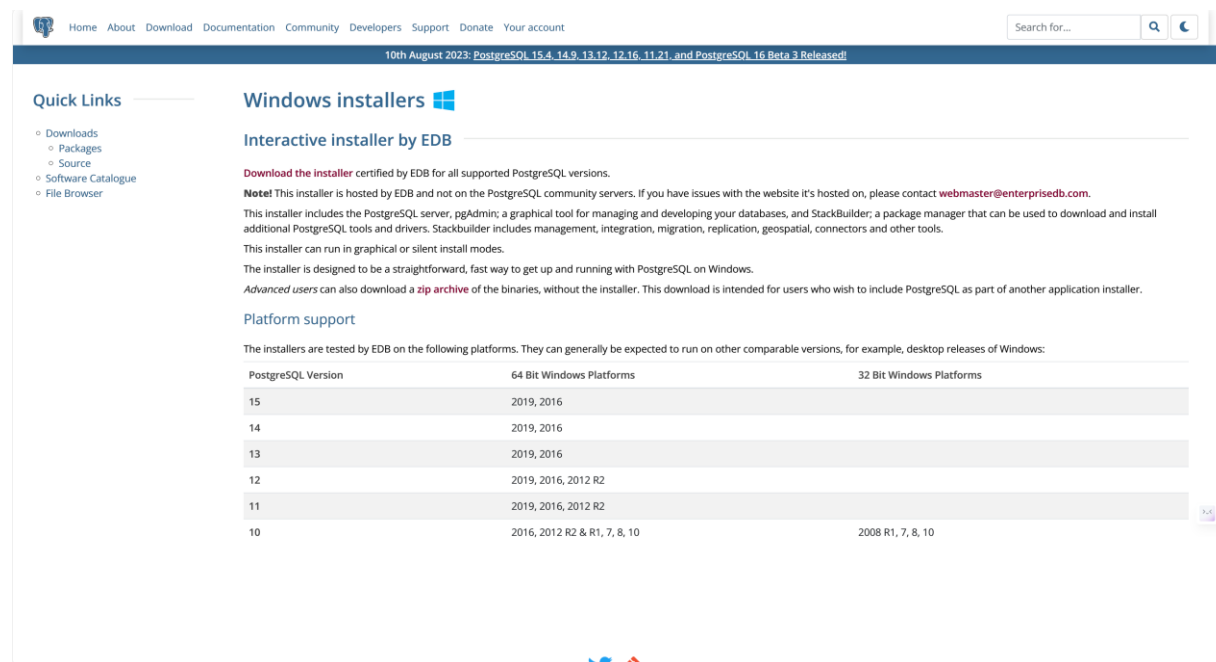 Home About Download Documentation Community Developers Support Donate Your account
Search for...
10th August 2023: PostgreSQL 15.4, 14.9, 13.12, 12.16, 11.21, and PostgreSQL 16 Beta 3 Released!
Quick Links
Downloads
Packages
Source
Software Catalogue
File Browser
Windows installers
Interactive installer by EDB
Download the installer certified by EDB for all supported PostgreSQL versions.
Note! This installer is hosted by EDB and not on the PostgreSQL community servers. If you have issues with the website it's hosted on, please contact webmaster@enterprisedb.com.
This installer includes the PostgreSQL server, pgAdmin; a graphical tool for managing and developing your databases, and StackBuilder; a package manager that can be used to download and install
additional PostgreSQL tools and drivers. Stackbuilder includes management, integration, migration, replication, geospatial, connectors and other tools.
This installer can run in graphical or silent install modes.
The installer is designed to be a straightforward, fast way to get up and running with PostgreSQL on Windows.
Advanced users can also download a zip archive of the binaries, without the installer. This download is intended for users who wish to include PostgreSQL as part of another application installer.
Platform support
The installers are tested by EDB on the following platforms. They can generally be expected to run on other comparable versions, for example, desktop releases of Windows:
PostgreSQL Version 64 Bit Windows Platforms 32 Bit Windows Platforms
15 2019, 2016
14 2019, 2016
13 2019, 2016
12 2019, 2016, 2012 R2
11 2019, 2016, 2012 R2
10 2016, 2012 R2 & R1, 7, 8, 10 2008 R1, 7, 8, 10